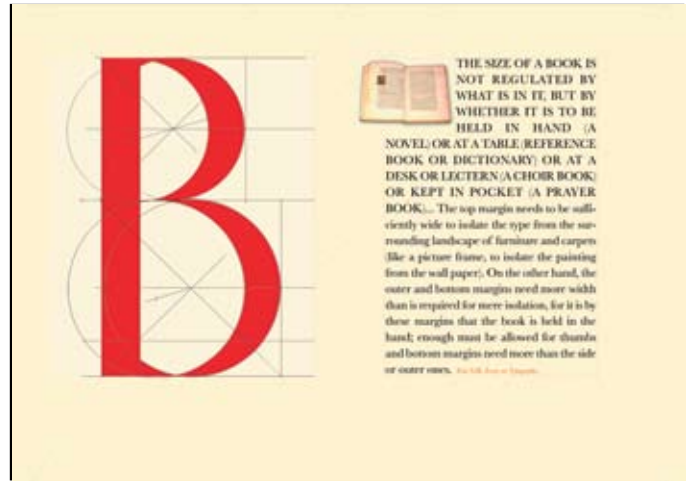 B
THE SIZE OF A BOOK IS
NOT REGULATED BY
WHAT IS IN IT, BUT BY
WHETHER IT IS TO BE
HELD IN HAND (A
NOVEL) OR AT A TABLE (REFERENCE
BOOK OR DICTIONARY) OR AT A
DESK OR LECTERN (A CHOIR BOOK)
OR KEPT IN POCKET (A PRAYER
BOOK)... The top margin needs to be suffi-
ciently wide to isolate the type from the sur-
rounding landscape of furniture and carpets
(like a picture frame, to isolate the painting
from the wall paper). On the other hand, the
outer and bottom margins need more width
than is required for mere isolation, for it is by
these margins that the book is held in the
hand; enough must be allowed for thumbs
and bottom margins need more than the side
or outer ones.